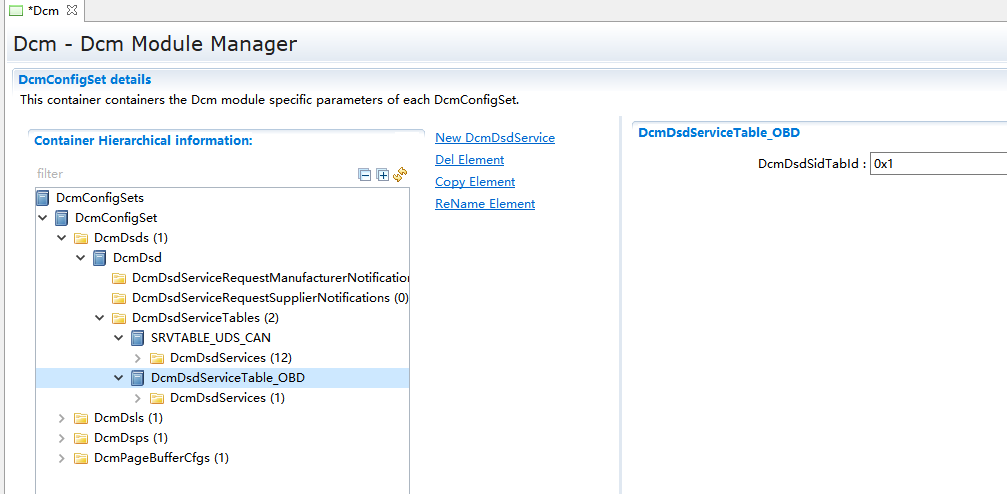 *Dcm
Dcm - Dcm Module Manager
DcmConfigSet details
This container containers the Dcm module specific parameters of each DcmConfigSet.
Container Hierarchical information:
filter
DcmConfigSets
DcmConfigSet
DcmDsds (1)
DcmDsd
DcmDsdServiceRequestManufacturerNotification
DcmDsdServiceRequestSupplierNotifications (0)
DcmDsdServiceTables (2)
SRVTABLE_UDS_CAN
DcmDsdServices (12)
DcmDsdServiceTable_OBD
DcmDsdServices (1)
DcmDsls (1)
DcmDsps (1)
DcmPageBufferCfgs (1)
New DcmDsdService
Del Element
Copy Element
ReName Element
DcmDsdServiceTable_OBD
DcmDsdSidTabId : 0x1